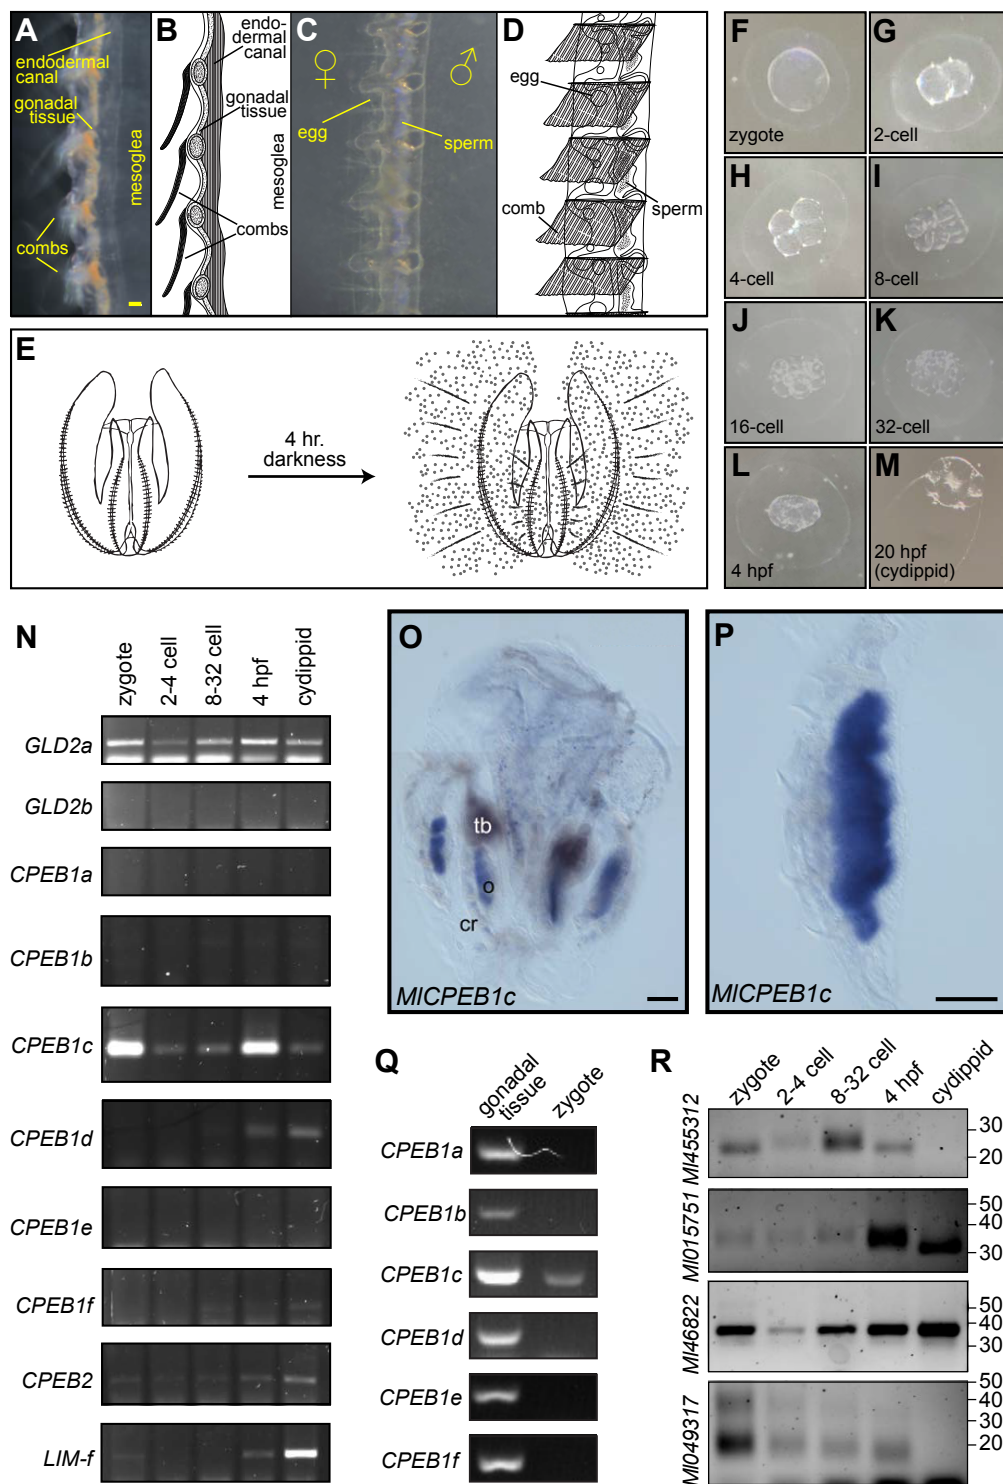 A
endodermal
canal
gonadal
tissue
mesoglea
combs
B
endo-
dermal
canal
gonadal
tissue
mesoglea
combs
C
♀
♂
egg
sperm
D
egg
comb
sperm
E
4 hr.
darkness
F
zygote
G
2-cell
H
4-cell
I
8-cell
J
16-cell
K
32-cell
L
4 hpf
M
20 hpf
(cydippid)
N
zygote
2-4 cell
8-32 cell
4 hpf
cydippid
GLD2a
GLD2b
CPEB1a
CPEB1b
CPEB1c
CPEB1d
CPEB1e
CPEB1f
CPEB2
LIM-f
O
tb
o
cr
MlCPEB1c
P
MlCPEB1c
Q
gonadal
tissue
zygote
CPEB1a
CPEB1b
CPEB1c
CPEB1d
CPEB1e
CPEB1f
R
zygote
2-4 cell
8-32 cell
4 hpf
cydippid
Ml455312
30
20
Ml015751
50
40
30
Ml46822
50
40
30
Ml049317
50
40
30
20